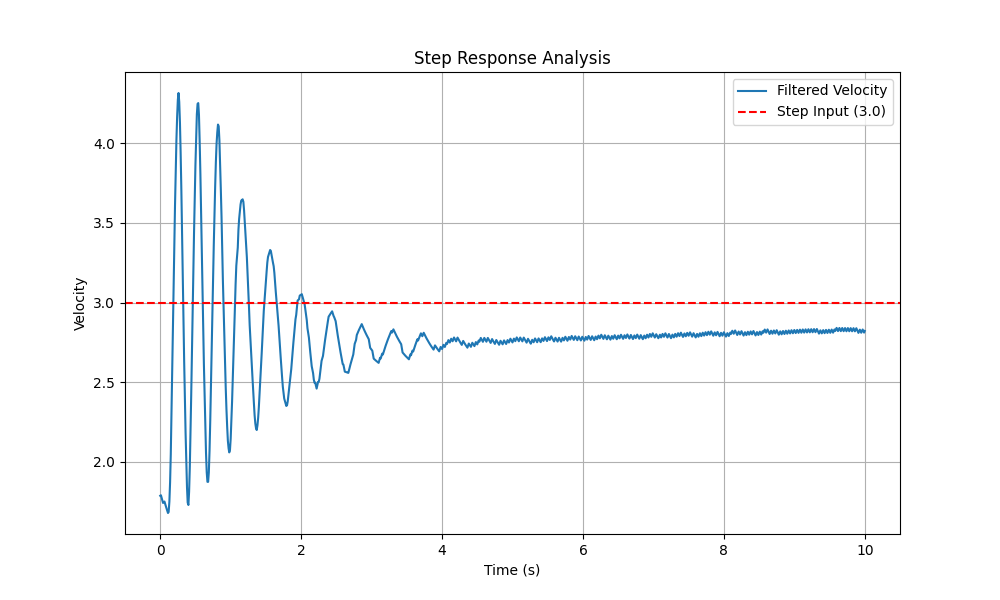 Step Response Analysis
Filtered Velocity
Step Input (3.0)
Velocity
4.0
3.5
3.0
2.5
2.0
0
2
4
6
8
10
Time (s)